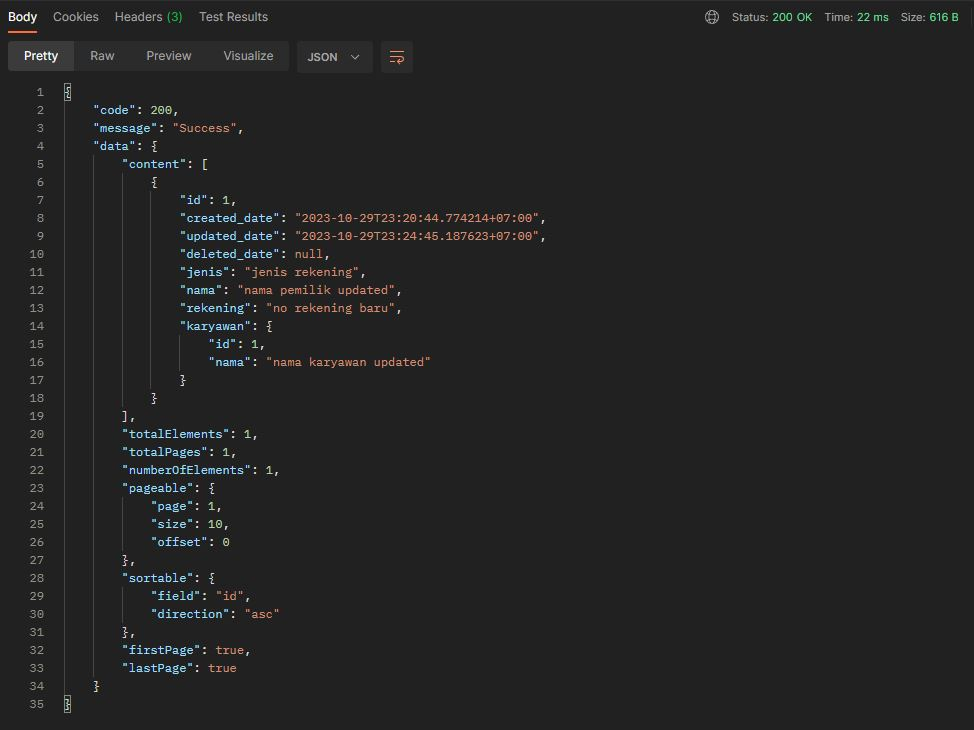 Body Cookies Headers (3) Test Results Status: 200 OK Time: 22 ms Size: 616 B
Pretty Raw Preview Visualize JSON
1 {
2 "code": 200,
3 "message": "Success",
4 "data": {
5 "content": [
6 {
7 "id": 1,
8 "created_date": "2023-10-29T23:20:44.774214+07:00",
9 "updated_date": "2023-10-29T23:24:45.187623+07:00",
10 "deleted_date": null,
11 "jenis": "jenis rekening",
12 "nama": "nama pemilik updated",
13 "rekening": "no rekening baru",
14 "karyawan": {
15 "id": 1,
16 "nama": "nama karyawan updated"
17 }
18 }
19 ],
20 "totalElements": 1,
21 "totalPages": 1,
22 "numberOfElements": 1,
23 "pageable": {
24 "page": 1,
25 "size": 10,
26 "offset": 0
27 },
28 "sortable": {
29 "field": "id",
30 "direction": "asc"
31 },
32 "firstPage": true,
33 "lastPage": true
34 }
35 }